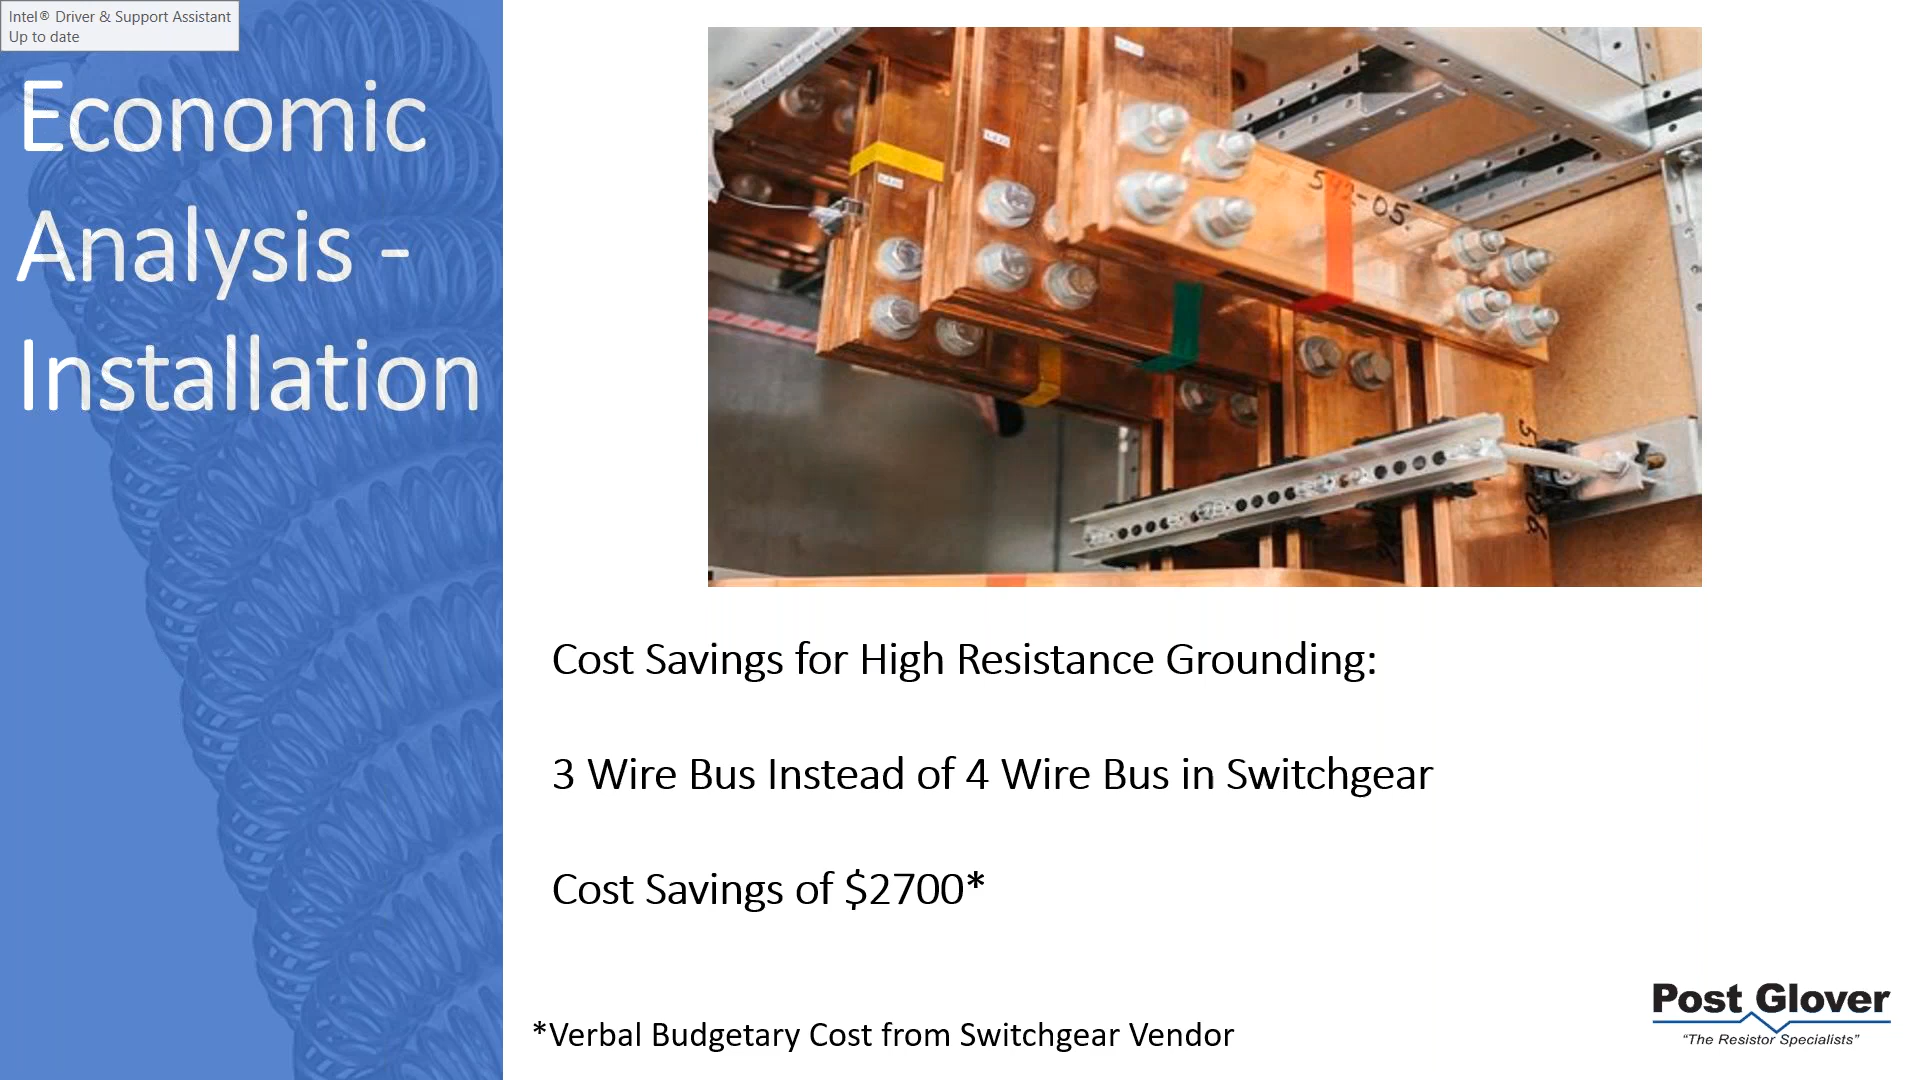 Intel® Driver & Support Assistant
Up to date
Economic
Analysis -
Installation
592-05
Cost Savings for High Resistance Grounding:
3 Wire Bus Instead of 4 Wire Bus in Switchgear
Cost Savings of $2700*
*Verbal Budgetary Cost from Switchgear Vendor
Post Glover
“The Resistor Specialists”